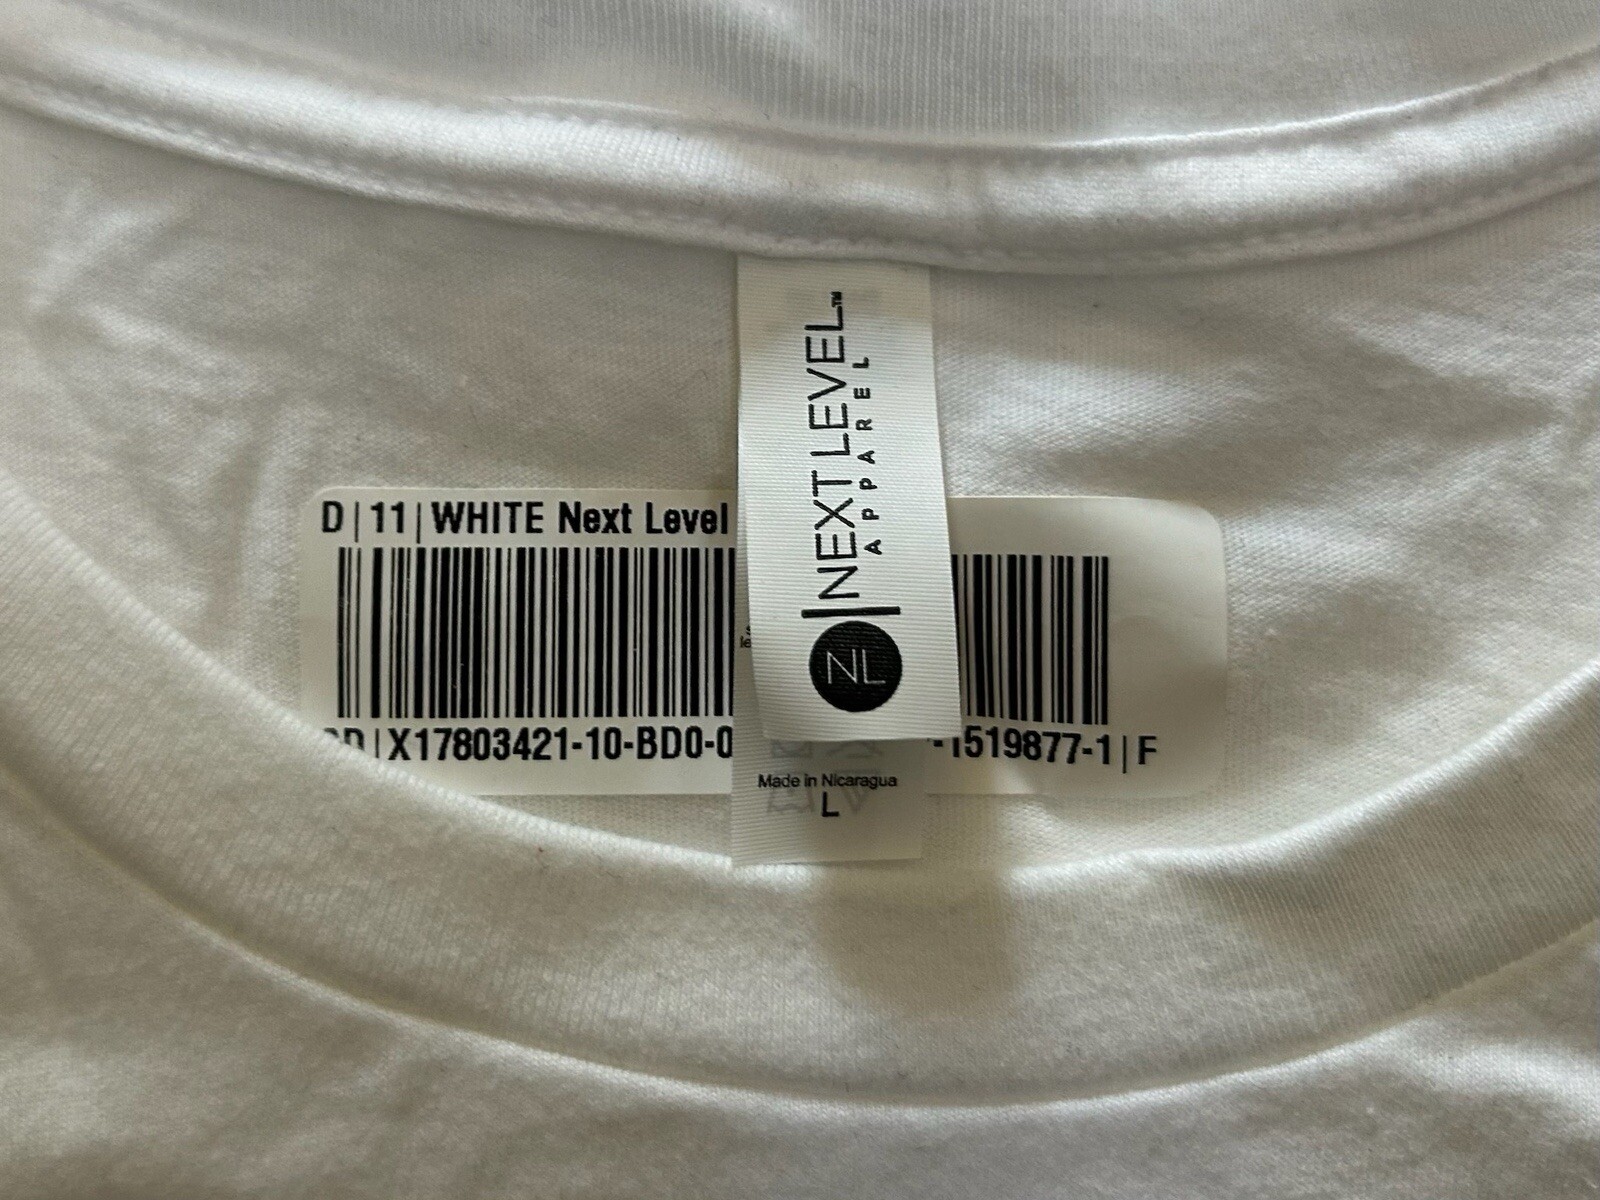 D | 11 | WHITE Next Level
NEXT LEVEL™
APPAREL
NL
X17803421-10-BD0-0
-1519877-1 | F
Made in Nicaragua
L